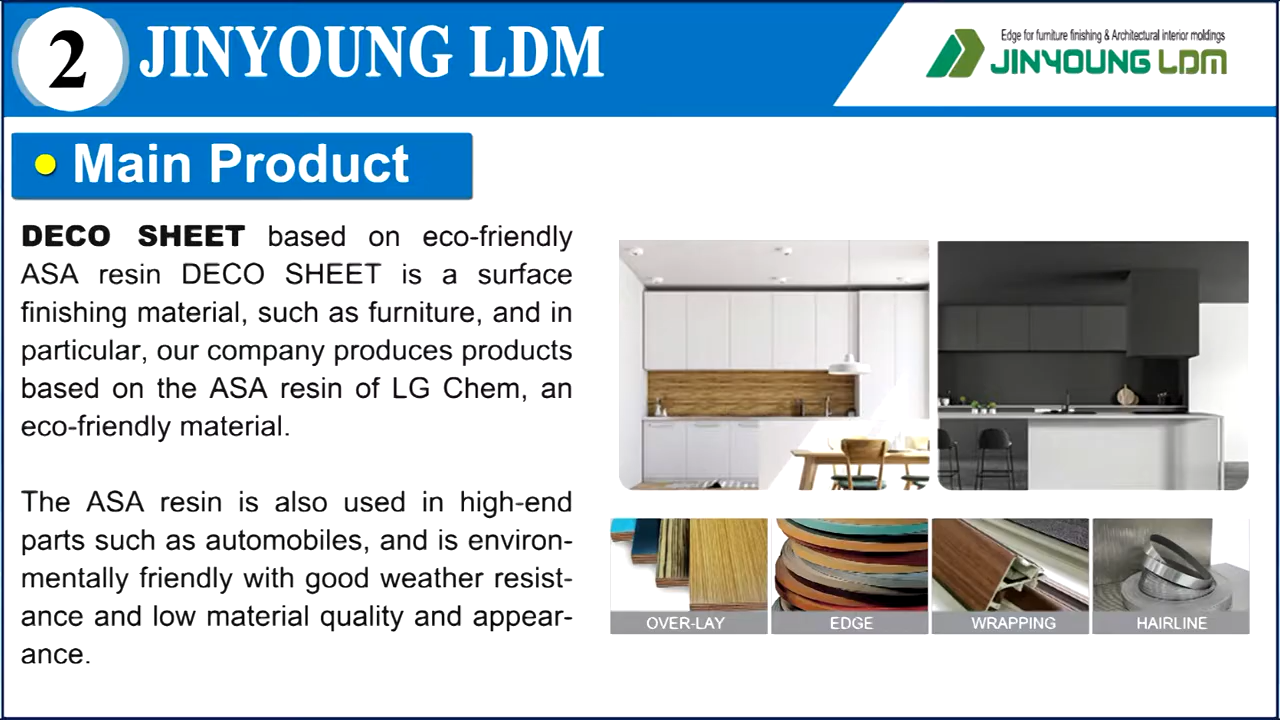 2
JINYOUNG LDM
Edge for furniture finishing & Architectural interior moldings
JINYOUNG LDM
• Main Product
DECO SHEET based on eco-friendly
ASA resin DECO SHEET is a surface
finishing material, such as furniture, and in
particular, our company produces products
based on the ASA resin of LG Chem, an
eco-friendly material.
The ASA resin is also used in high-end
parts such as automobiles, and is environ-
mentally friendly with good weather resist-
ance and low material quality and appear-
ance.
OVER-LAY
EDGE
WRAPPING
HAIRLINE